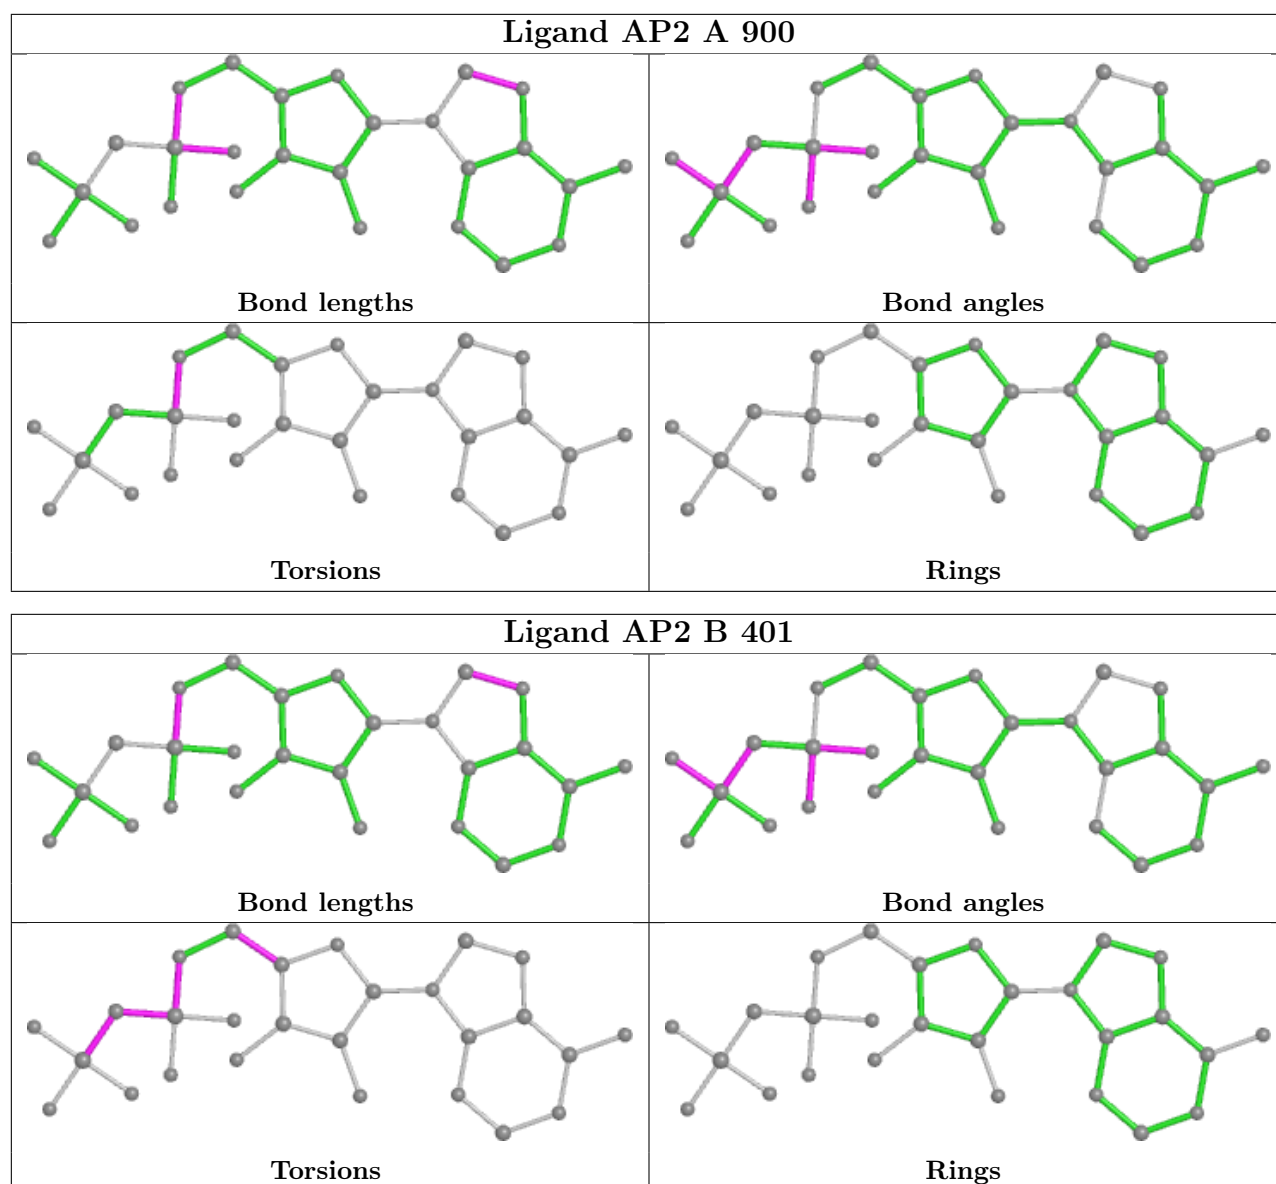 Ligand AP2 A 900
Bond lengths
Bond angles
Torsions
Rings
Ligand AP2 B 401
Bond lengths
Bond angles
Torsions
Rings